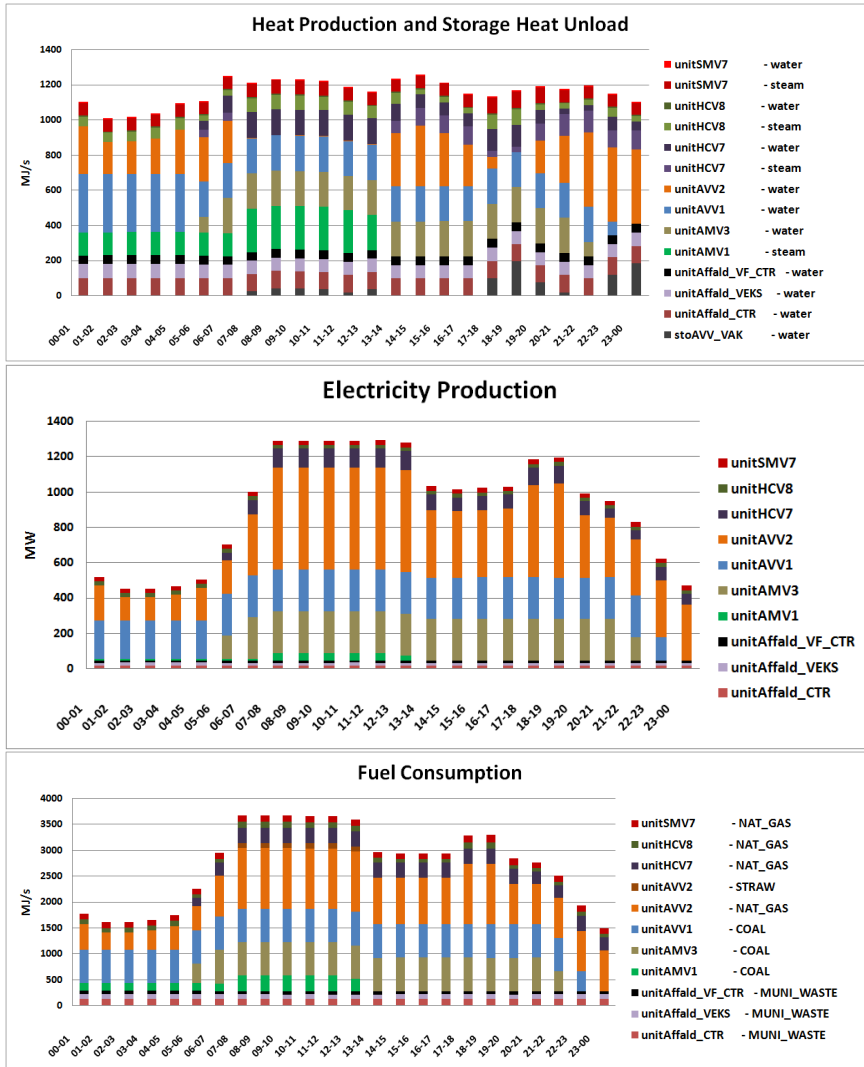 Heat Production and Storage Heat Unload
1400
1200
1000
800
600
400
200
0
MJ/s
00-01
01-02
02-03
03-04
04-05
05-06
06-07
07-08
08-09
09-10
10-11
11-12
12-13
13-14
14-15
15-16
16-17
17-18
18-19
19-20
20-21
21-22
22-23
23-00
unitSMV7 - water
unitSMV7 - steam
unitHCV8 - water
unitHCV8 - steam
unitHCV7 - water
unitHCV7 - steam
unitAVV2 - water
unitAVV1 - water
unitAMV3 - water
unitAMV1 - steam
unitAffald_VF_CTR - water
unitAffald_VEKS - water
unitAffald_CTR - water
stoAVV_VAK - water
Electricity Production
1400
1200
1000
800
600
400
200
0
MW
00-01
01-02
02-03
03-04
04-05
05-06
06-07
07-08
08-09
09-10
10-11
11-12
12-13
13-14
14-15
15-16
16-17
17-18
18-19
19-20
20-21
21-22
22-23
23-00
unitSMV7
unitHCV8
unitHCV7
unitAVV2
unitAVV1
unitAMV3
unitAMV1
unitAffald_VF_CTR
unitAffald_VEKS
unitAffald_CTR
Fuel Consumption
4000
3500
3000
2500
2000
1500
1000
500
0
MJ/s
00-01
01-02
02-03
03-04
04-05
05-06
06-07
07-08
08-09
09-10
10-11
11-12
12-13
13-14
14-15
15-16
16-17
17-18
18-19
19-20
20-21
21-22
22-23
23-00
unitSMV7 - NAT_GAS
unitHCV8 - NAT_GAS
unitHCV7 - NAT_GAS
unitAVV2 - STRAW
unitAVV2 - NAT_GAS
unitAVV1 - COAL
unitAMV3 - COAL
unitAMV1 - COAL
unitAffald_VF_CTR - MUNI_WASTE
unitAffald_VEKS - MUNI_WASTE
unitAffald_CTR - MUNI_WASTE